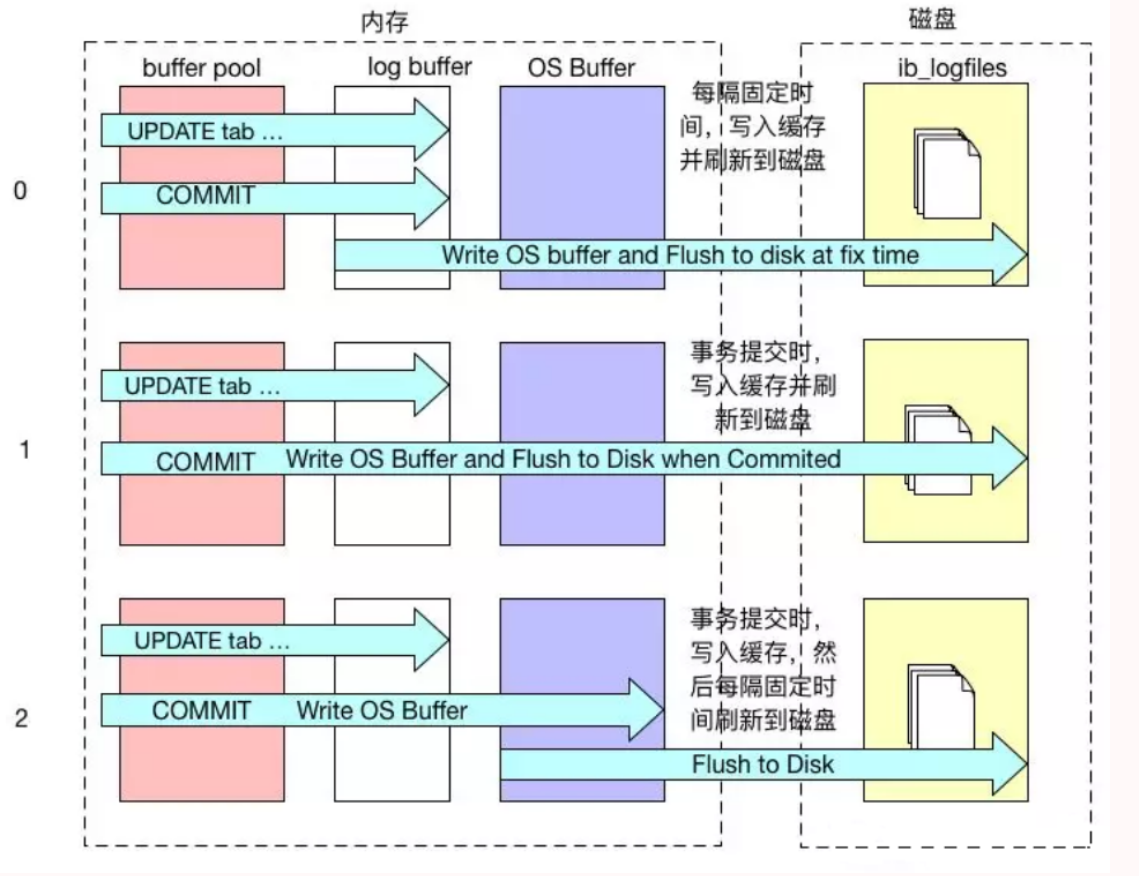 内存
磁盘
buffer pool
log buffer
OS Buffer
ib_logfiles
0
UPDATE tab ...
COMMIT
每隔固定时
间，写入缓存
并刷新到磁盘
Write OS buffer and Flush to disk at fix time
1
UPDATE tab ...
事务提交时，
写入缓存并刷
新到磁盘
COMMIT Write OS Buffer and Flush to Disk when Commited
2
UPDATE tab ...
事务提交时，
写入缓存，然
后每隔固定时
间刷新到磁盘
COMMIT Write OS Buffer
Flush to Disk